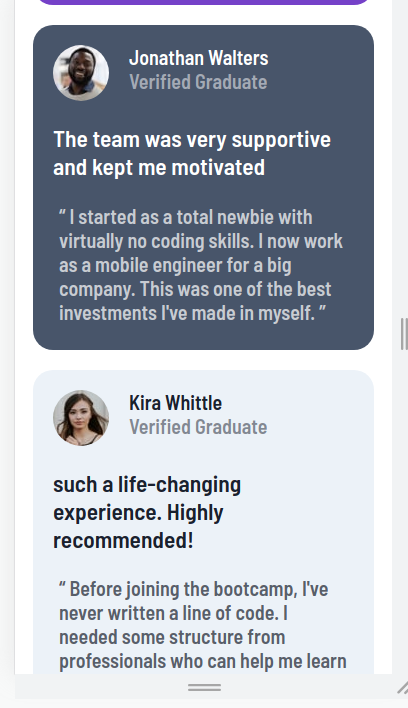 Jonathan Walters
Verified Graduate
The team was very supportive
and kept me motivated
“ I started as a total newbie with
virtually no coding skills. I now work
as a mobile engineer for a big
company. This was one of the best
investments I've made in myself. ”
Kira Whittle
Verified Graduate
such a life-changing
experience. Highly
recommended!
“ Before joining the bootcamp, I've
never written a line of code. I
needed some structure from
professionals who can help me learn